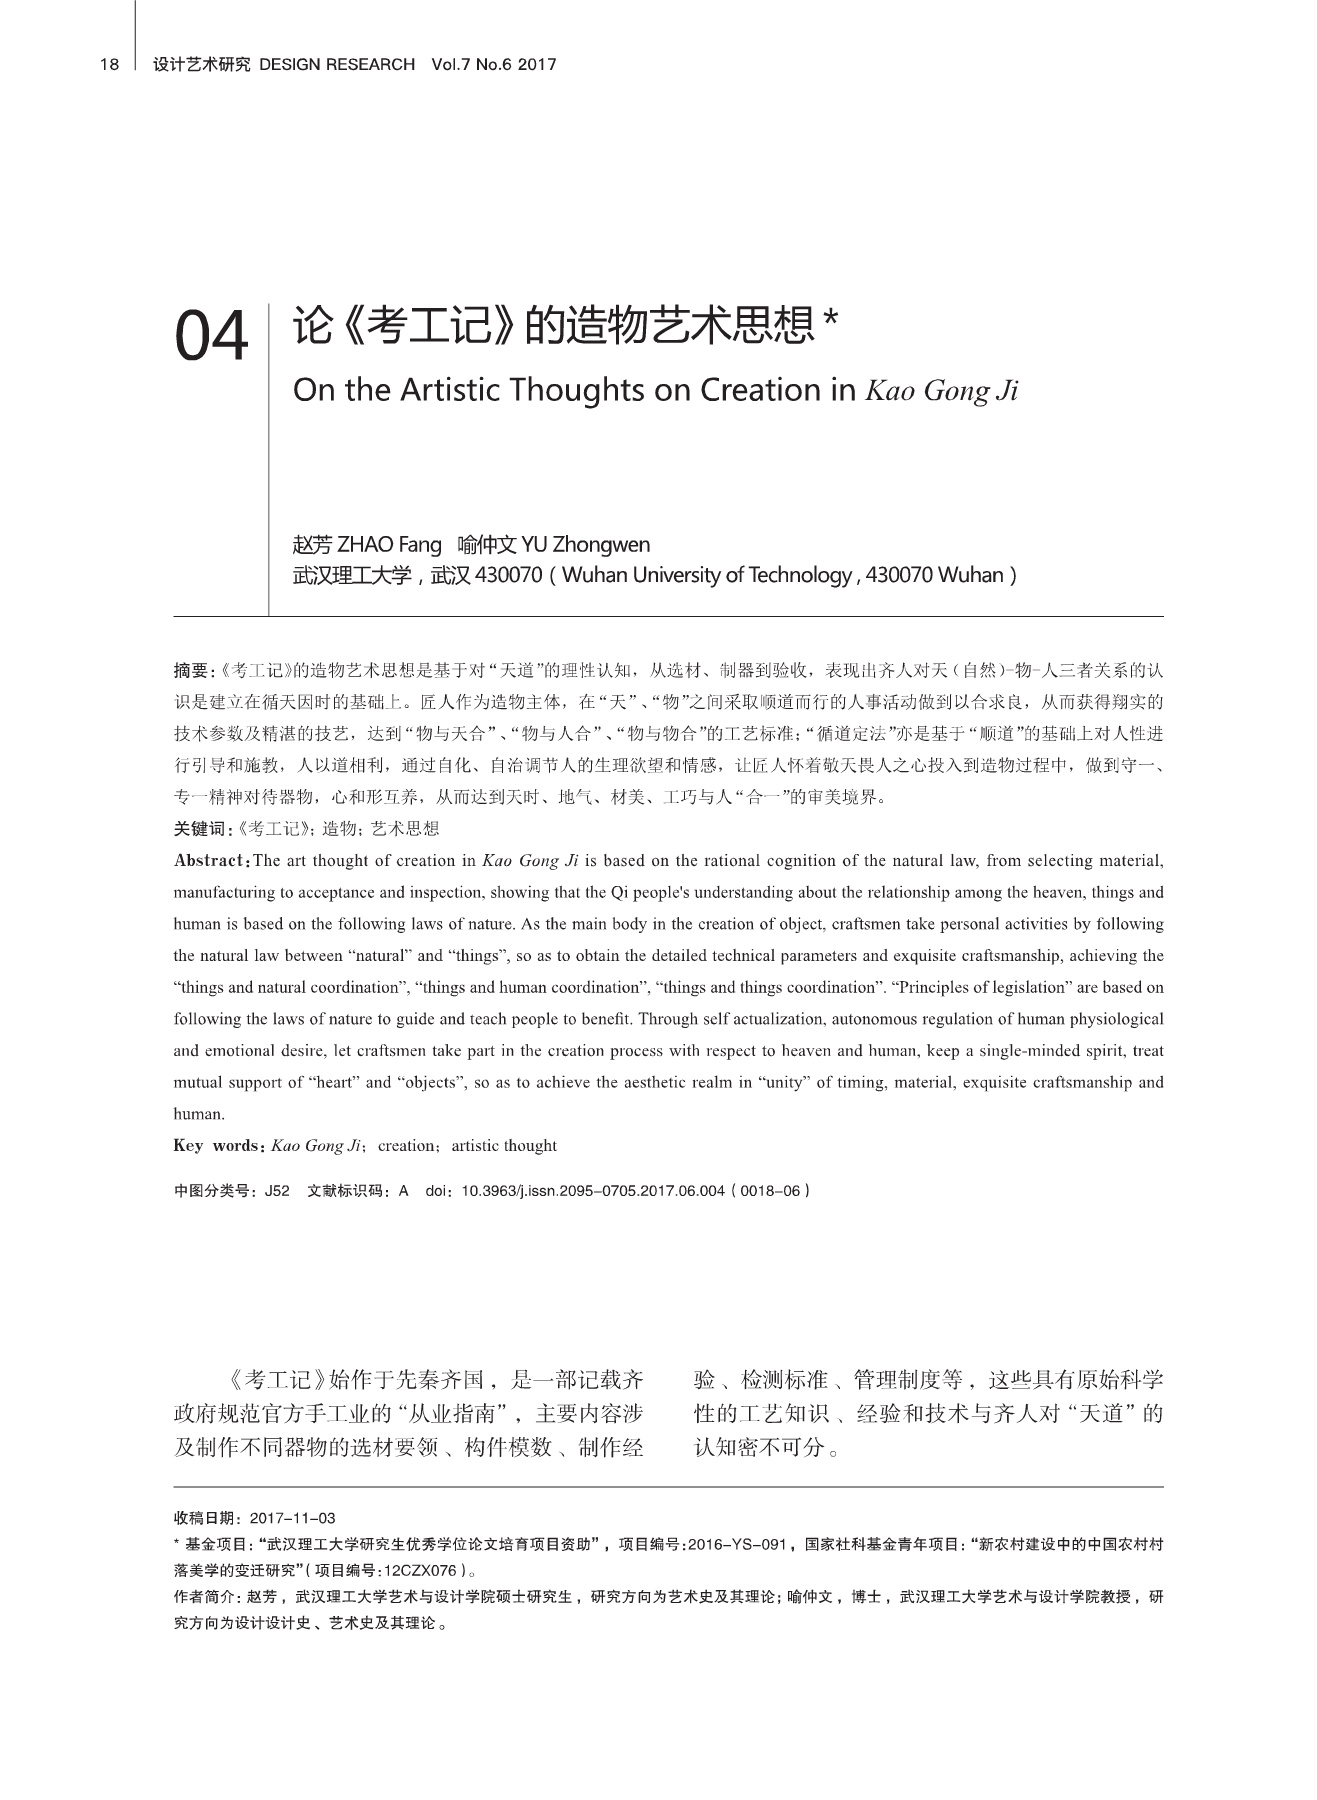 18 设计艺术研究 DESIGN RESEARCH Vol.7 No.6 2017
04
论《考工记》的造物艺术思想*
On the Artistic Thoughts on Creation in Kao Gong Ji
赵芳 ZHAO Fang 喻仲文 YU Zhongwen
武汉理工大学，武汉 430070（Wuhan University of Technology, 430070 Wuhan）
摘要：《考工记》的造物艺术思想是基于对“天道”的理性认知，从选材、制器到验收，表现出齐人对天（自然）-物-人三者关系的认
识是建立在循天因时的基础上。匠人作为造物主体，在“天”、“物”之间采取顺道而行的人事活动做到以合求良，从而获得翔实的
技术参数及精湛的技艺，达到“物与天合”、“物与人合”、“物与物合”的工艺标准；“循道定法”亦是基于“顺道”的基础上对人性进
行引导和施教，人以道相利，通过自化、自治调节人的生理欲望和情感，让匠人怀着敬天畏人之心投入到造物过程中，做到守一、
专一精神对待器物，心和形互养，从而达到天时、地气、材美、工巧与人“合一”的审美境界。
关键词：《考工记》；造物；艺术思想
Abstract: The art thought of creation in Kao Gong Ji is based on the rational cognition of the natural law, from selecting material,
manufacturing to acceptance and inspection, showing that the Qi people's understanding about the relationship among the heaven, things and
human is based on the following laws of nature. As the main body in the creation of object, craftsmen take personal activities by following
the natural law between “natural” and “things”, so as to obtain the detailed technical parameters and exquisite craftsmanship, achieving the
“things and natural coordination”, “things and human coordination”, “things and things coordination”. “Principles of legislation” are based on
following the laws of nature to guide and teach people to benefit. Through self actualization, autonomous regulation of human physiological
and emotional desire, let craftsmen take part in the creation process with respect to heaven and human, keep a single-minded spirit, treat
mutual support of “heart” and “objects”, so as to achieve the aesthetic realm in “unity” of timing, material, exquisite craftsmanship and
human.
Key words: Kao Gong Ji; creation; artistic thought
中图分类号：J52 文献标识码：A doi：10.3963/j.issn.2095-0705.2017.06.004（0018-06）
《考工记》始作于先秦齐国，是一部记载齐
政府规范官方手工业的“从业指南”，主要内容涉
及制作不同器物的选材要领、构件模数、制作经
验、检测标准、管理制度等，这些具有原始科学
性的工艺知识、经验和技术与齐人对“天道”的
认知密不可分。
收稿日期：2017-11-03
* 基金项目：“武汉理工大学研究生优秀学位论文培育项目资助”，项目编号:2016-YS-091，国家社科基金青年项目：“新农村建设中的中国农村村
落美学的变迁研究”（项目编号:12CZX076）。
作者简介：赵芳，武汉理工大学艺术与设计学院硕士研究生，研究方向为艺术史及其理论；喻仲文，博士，武汉理工大学艺术与设计学院教授，研
究方向为设计设计史、艺术史及其理论。